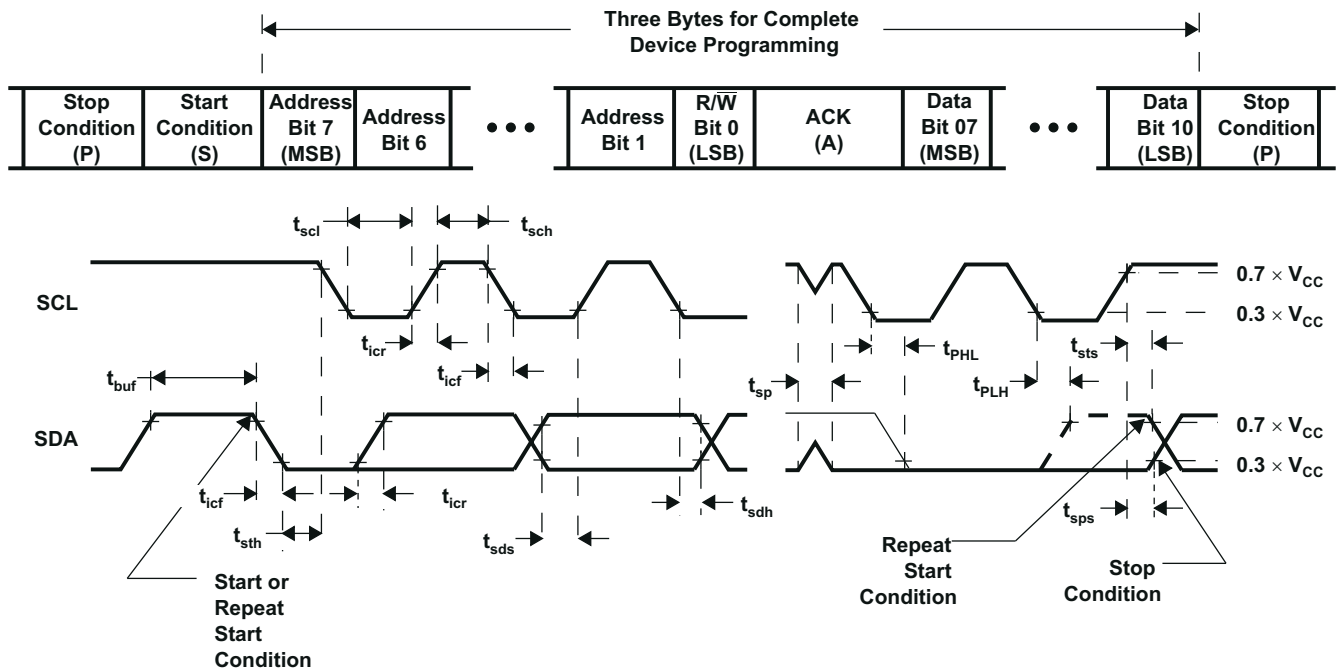 Three Bytes for Complete
Device Programming
Stop
Condition
(P)
Start
Condition
(S)
Address
Bit 7
(MSB)
Address
Bit 6
•••
Address
Bit 1
R/W̅
Bit 0
(LSB)
ACK
(A)
Data
Bit 07
(MSB)
•••
Data
Bit 10
(LSB)
Stop
Condition
(P)
tscl
tsch
SCL
0.7 × VCC
0.3 × VCC
ticr
tPHL
tsts
tbuf
ticf
tsp
tPLH
SDA
0.7 × VCC
0.3 × VCC
ticf
ticr
tsdh
tsps
tsth
tsds
Repeat
Start
Condition
Stop
Condition
Start or
Repeat
Start
Condition